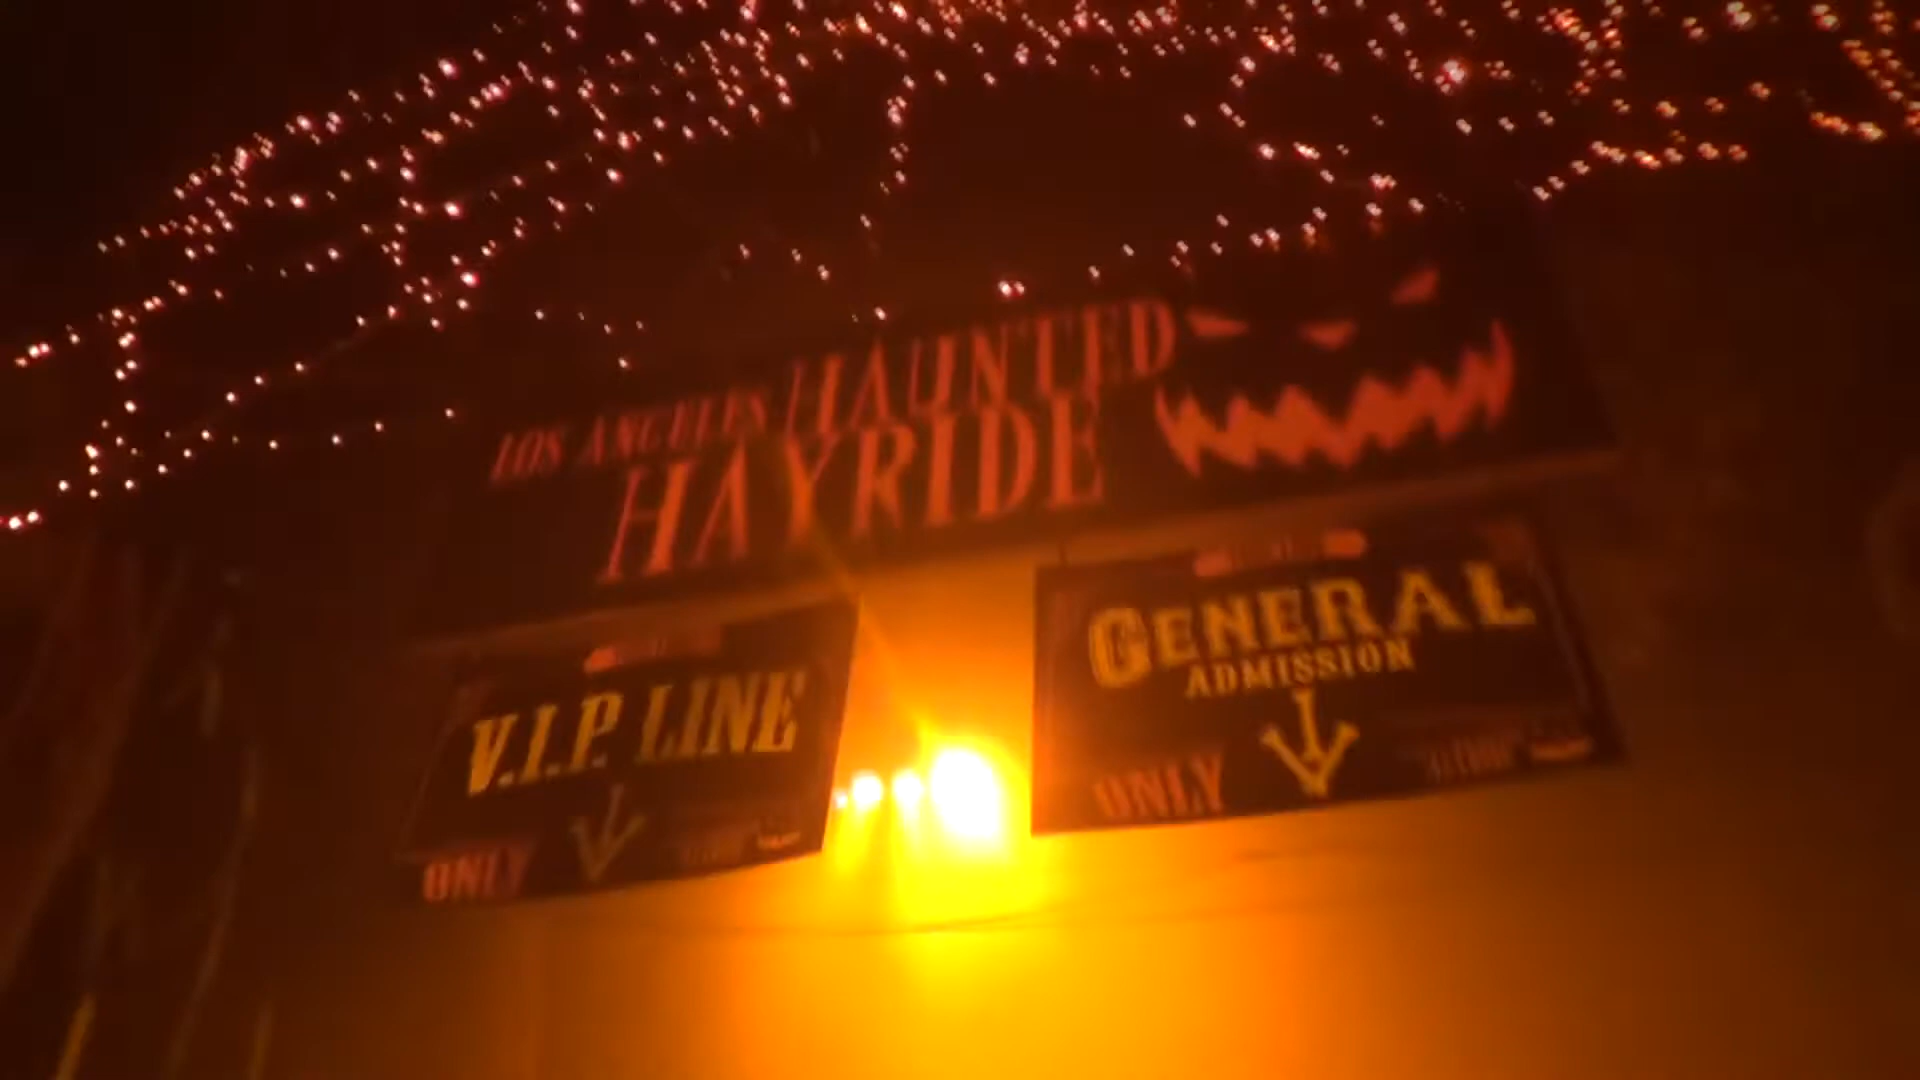 LOS ANGELES HAUNTED
HAYRIDE
V.I.P. LINE
ONLY
GENERAL
ADMISSION
ONLY